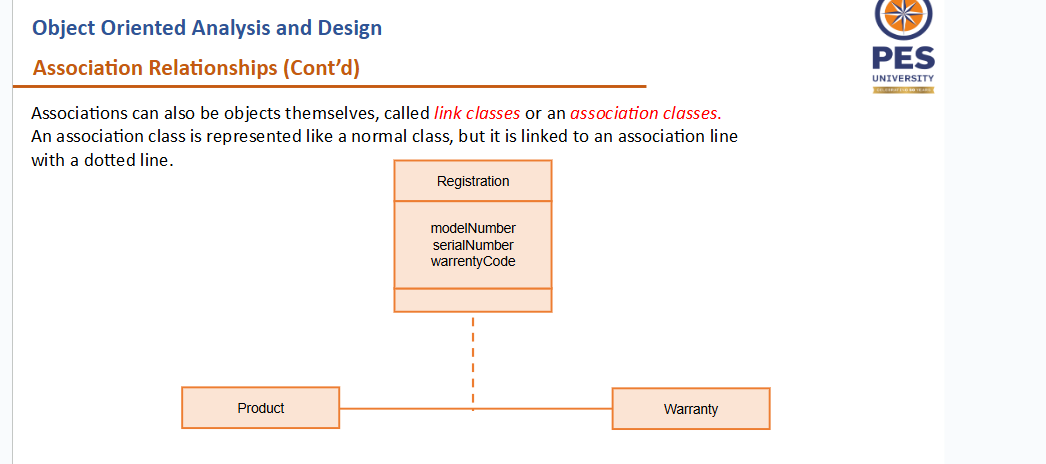 Object Oriented Analysis and Design
Association Relationships (Cont'd)
PES
UNIVERSITY
Associations can also be objects themselves, called link classes or an association classes.
An association class is represented like a normal class, but it is linked to an association line
with a dotted line.
Registration
modelNumber
serialNumber
warrentyCode
Product
Warranty